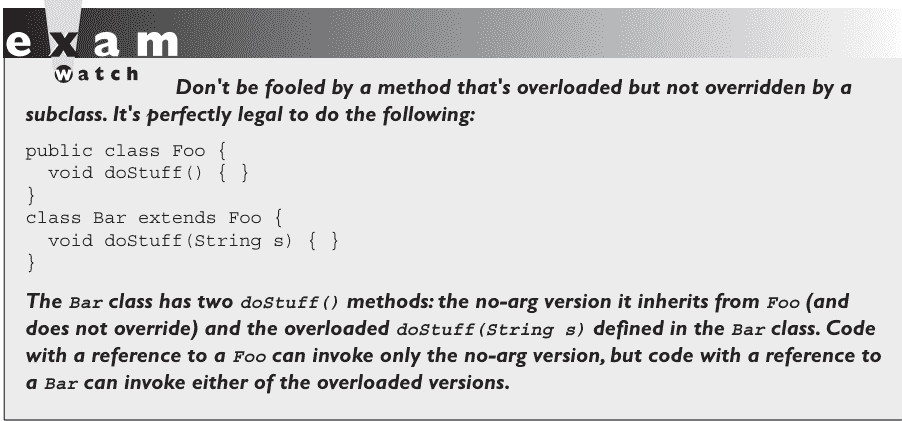 exam
watch
Don't be fooled by a method that's overloaded but not overridden by a
subclass. It's perfectly legal to do the following:
public class Foo {
  void doStuff() { }
}
class Bar extends Foo {
  void doStuff(String s) { }
}
The Bar class has two doStuff() methods: the no-arg version it inherits from Foo (and
does not override) and the overloaded doStuff(String s) defined in the Bar class. Code
with a reference to a Foo can invoke only the no-arg version, but code with a reference to
a Bar can invoke either of the overloaded versions.